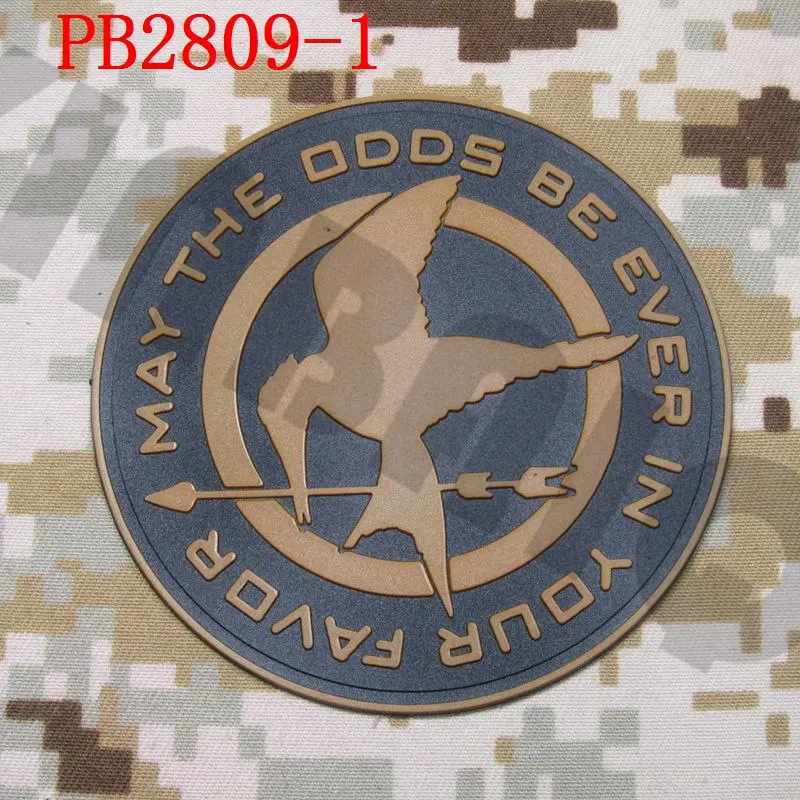 PB2809-1
MAY THE ODDS BE EVER IN YOUR FAVOR